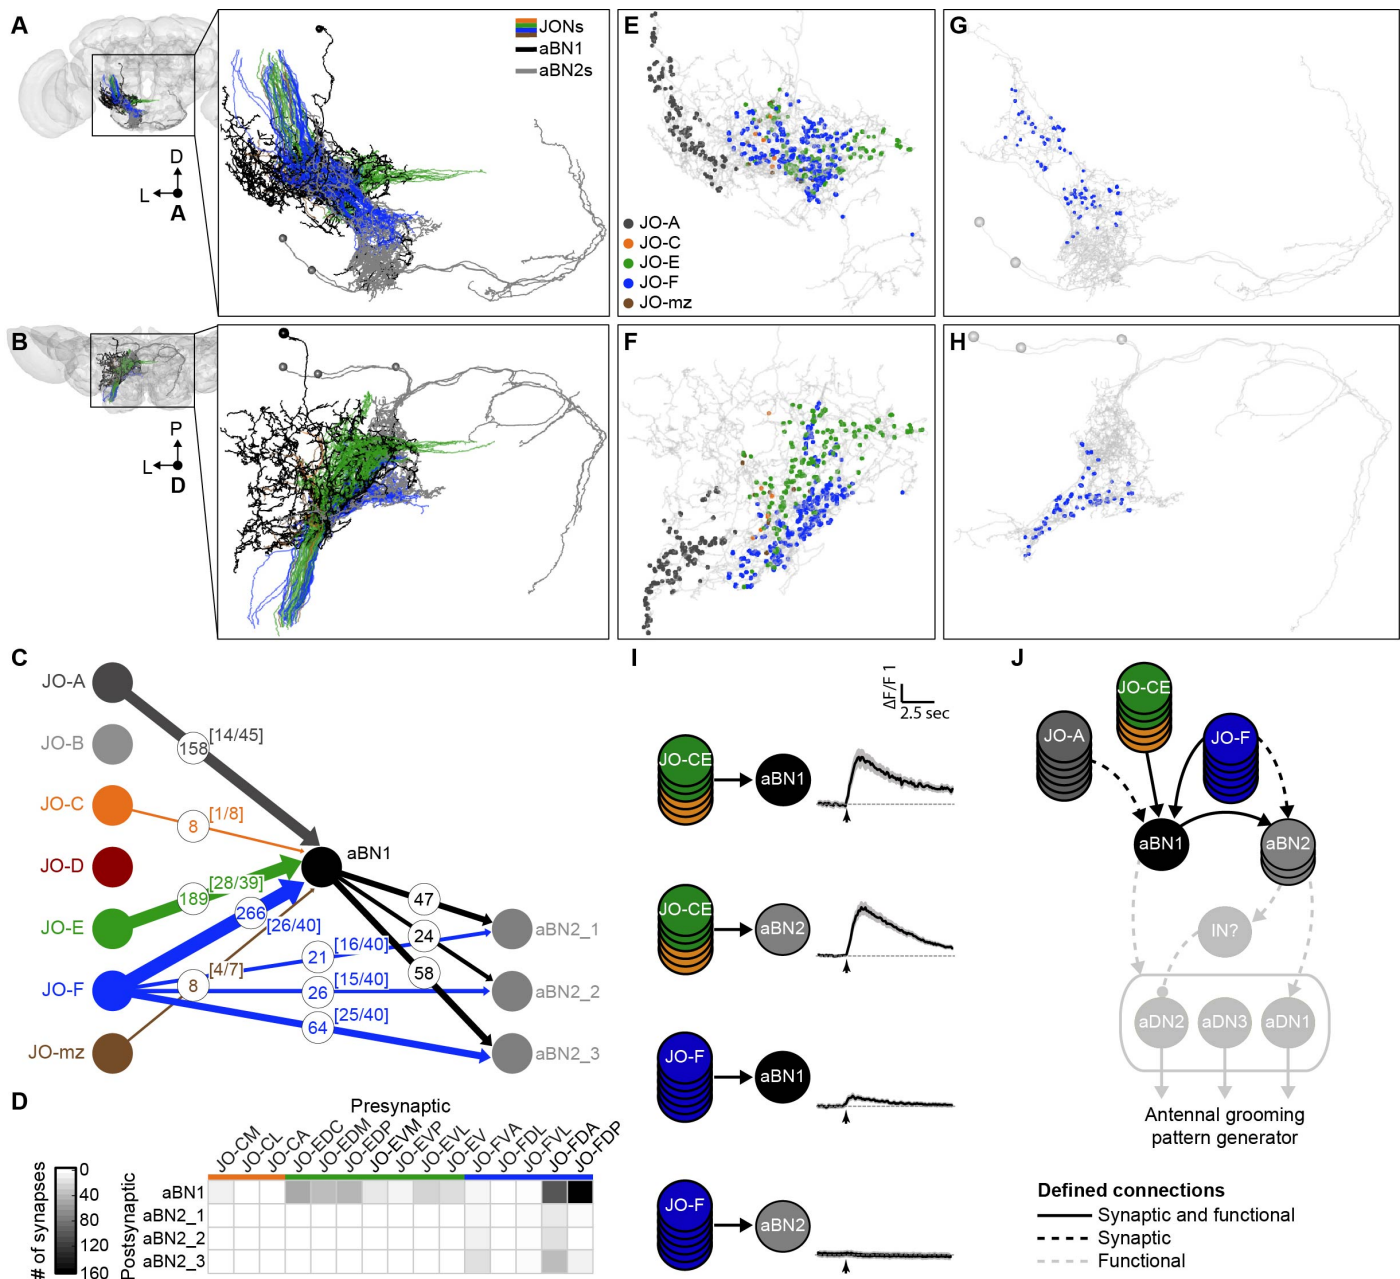 A
JONs
aBN1
aBN2s
D
L
A
B
P
L
D
E
JO-A
JO-C
JO-E
JO-F
JO-mz
F
G
H
C
JO-A
JO-B
JO-C
JO-D
JO-E
JO-F
JO-mz
158
[14/45]
8
[1/8]
189
[28/39]
266
[26/40]
8
[4/7]
21
[16/40]
26
[15/40]
64
[25/40]
aBN1
47
24
58
aBN2_1
aBN2_2
aBN2_3
D
Presynaptic
JO-CM
JO-CL
JO-CA
JO-EDC
JO-EDM
JO-EDP
JO-EVM
JO-EVP
JO-EVL
JO-EV
JO-FVA
JO-FDL
JO-FVL
JO-FDA
JO-FDP
# of synapses
0
40
80
120
160
Postsynaptic
aBN1
aBN2_1
aBN2_2
aBN2_3
I
ΔF/F 1
2.5 sec
JO-CE
aBN1
JO-CE
aBN2
JO-F
aBN1
JO-F
aBN2
J
JO-A
JO-CE
JO-F
aBN1
aBN2
IN?
aDN2
aDN3
aDN1
Antennal grooming
pattern generator
Defined connections
Synaptic and functional
Synaptic
Functional